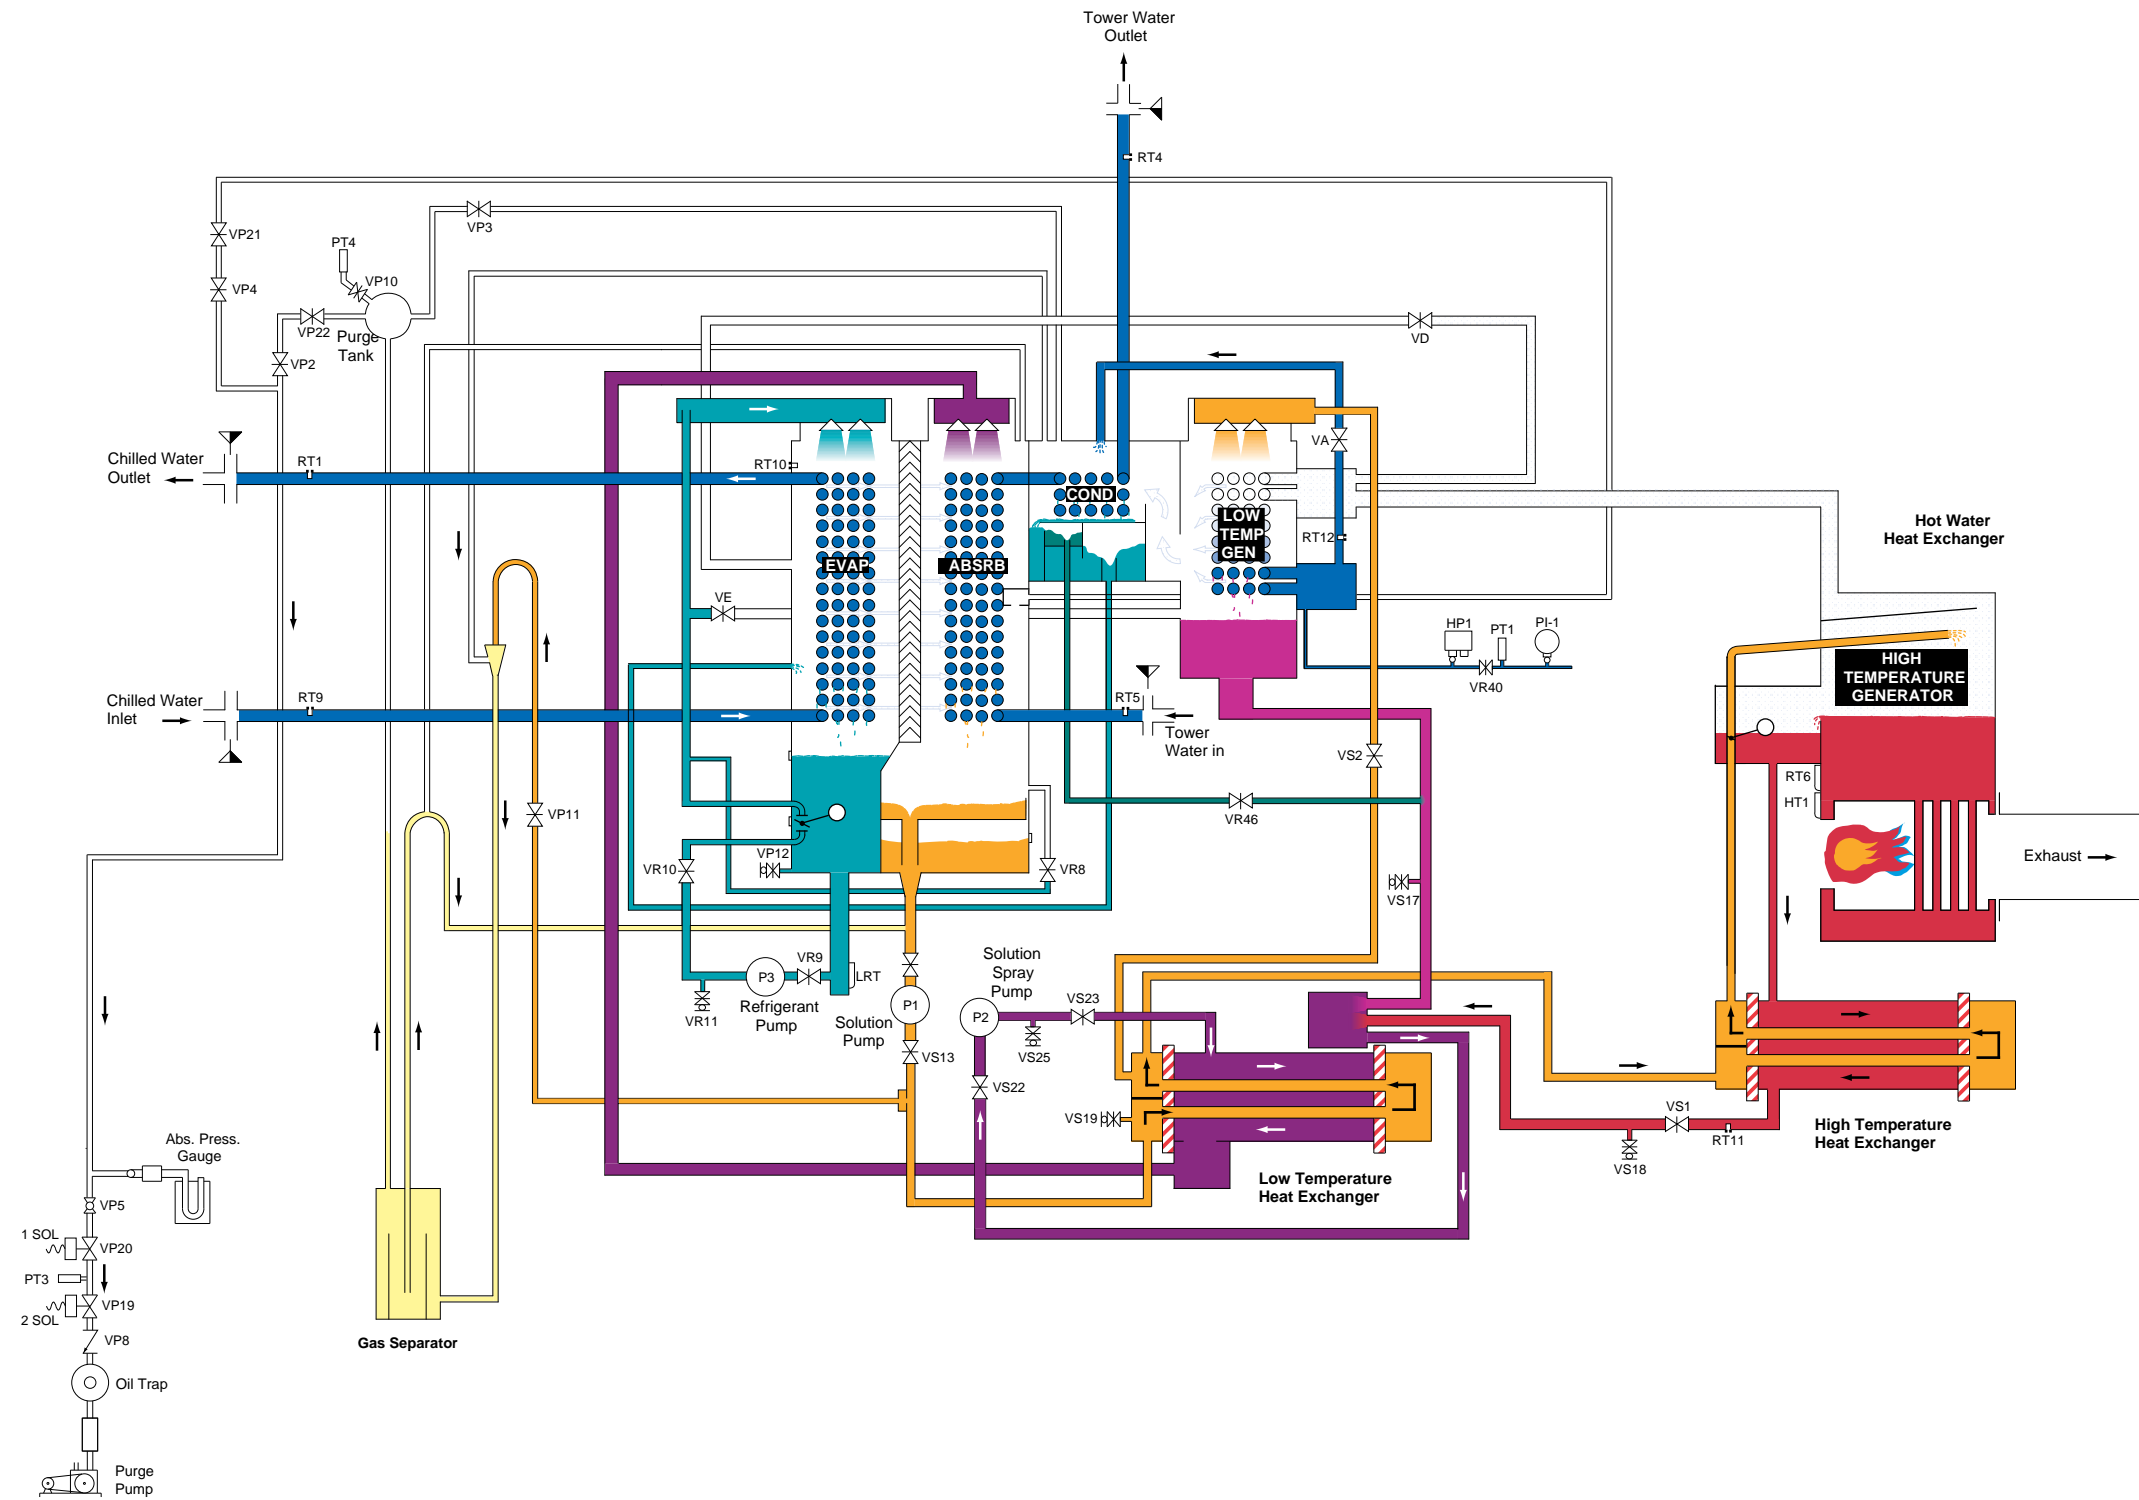 Tower Water
Outlet
RT4
VP21
VP3
PT4
VP10
VP4
VP22
Purge
Tank
VP2
VD
VA
Chilled Water
Outlet
RT1
RT10
COND
LOW
TEMP
GEN
RT12
Hot Water
Heat Exchanger
EVAP
ABSRB
VE
HP1
PT1
PI-1
VR40
HIGH
TEMPERATURE
GENERATOR
Chilled Water
Inlet
RT9
RT5
Tower
Water in
VS2
RT6
HT1
VP11
VR46
VP12
VR10
VR8
VS17
Exhaust
P3
VR9
LRT
VR11
Refrigerant
Pump
Solution
Pump
P1
VS13
Solution
Spray
Pump
P2
VS23
VS25
VS22
VS19
VS1
VS18
RT11
High Temperature
Heat Exchanger
Low Temperature
Heat Exchanger
Abs. Press.
Gauge
VP5
1 SOL
VP20
PT3
VP19
2 SOL
VP8
Gas Separator
Oil Trap
Purge
Pump